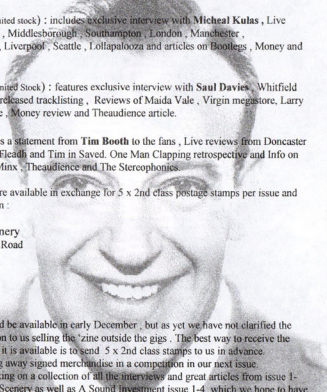 ited stock) : includes exclusive interview with Micheal Kulas , Live
, Middlesborough , Southampton , London , Manchester ,
Liverpool , Seattle , Lollapalooza and articles on Bootlegs , Money and
nited Stock) : features exclusive interview with Saul Davies , Whitfield
released tracklisting , Reviews of Maida Vale , Virgin megastore, Larry
e , Money review and Theaudience article.
s a statement from Tim Booth to the fans , Live reviews from Doncaster
Fleadh and Tim in Saved. One Man Clapping retrospective and Info on
Minx , Theaudience and The Stereophonics.
re available in exchange for 5 x 2nd class postage stamps per issue and
n :
nery
Road
d be available in early December , but as yet we have not clarified the
on to us selling the 'zine outside the gigs . The best way to receive the
it is available is to send 5 x 2nd class stamps to us in advance.
g away signed merchandise in a competition in our next issue.
king on a collection of all the interviews and great articles from issue 1-
Scenery as well as A Sound Investment issue 1-4 which we hope to have